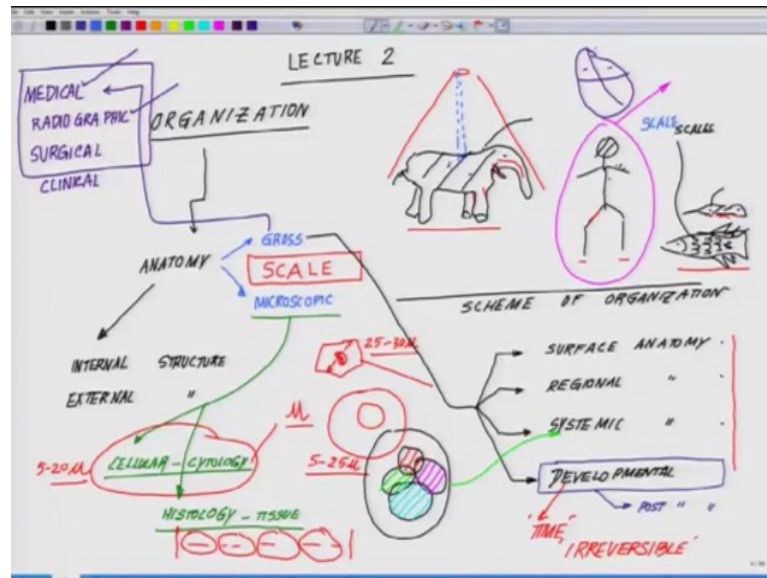 LECTURE 2
MEDICAL
RADIOGRAPHIC
SURGICAL
CLINICAL
ORGANIZATION
SCALE
SCALE
ANATOMY
GROSS
SCALE
MICROSCOPIC
SCHEME OF ORGANIZATION
INTERNAL STRUCTURE
EXTERNAL "
25-30µ
SURFACE ANATOMY
REGIONAL "
SYSTEMIC "
DEVELOPMENTAL
POST " "
"TIME"
IRREVERSIBLE
µ
5-25µ
5-20µ
CELLULAR - CYTOLOGY
HISTOLOGY - TISSUE